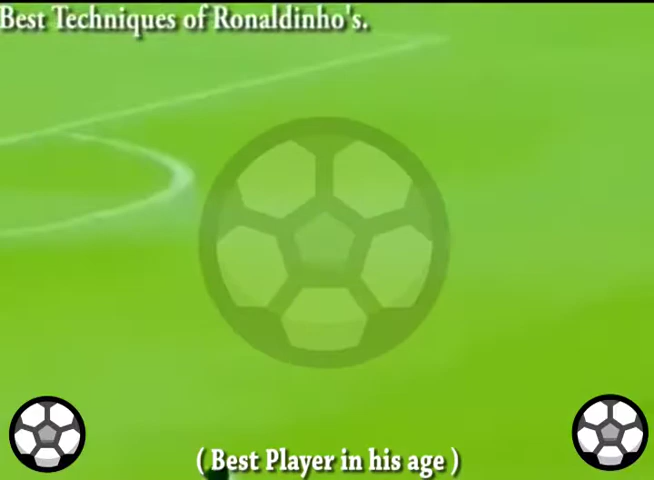 Best Techniques of Ronaldinho's.
( Best Player in his age )